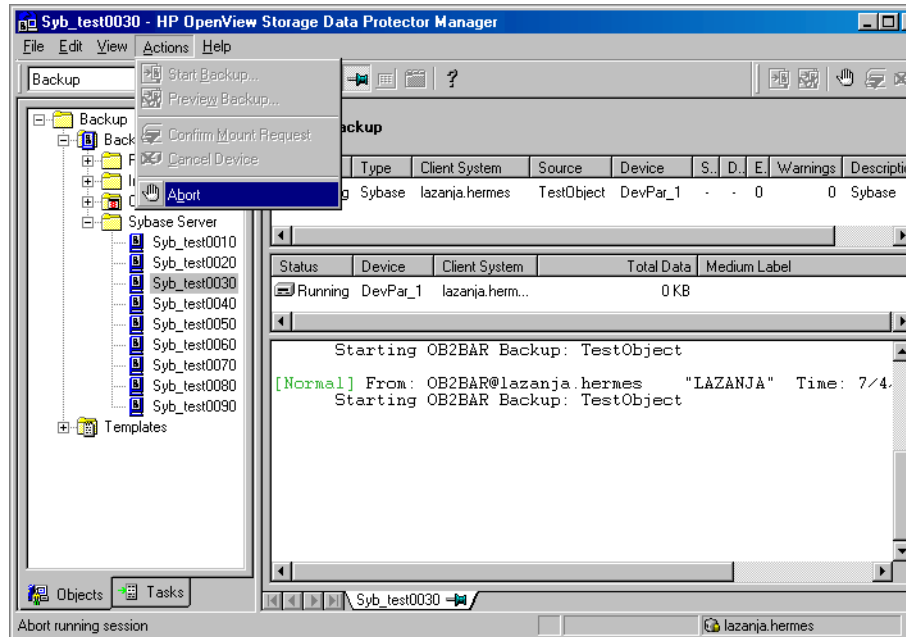 Syb_test0030 - HP OpenView Storage Data Protector Manager
File Edit View Actions Help
Backup
Start Backup...
Preview Backup...
Confirm Mount Request
Cancel Device
Abort
Backup
Sybase Server
Syb_test0010
Syb_test0020
Syb_test0030
Syb_test0040
Syb_test0050
Syb_test0060
Syb_test0070
Syb_test0080
Syb_test0090
Templates
Objects Tasks
Type Client System Source Device S.. D.. E. Warnings
Sybase lazanja.hermes TestObject DevPar_1 - - 0 0 Sybase
Status Device Client System Total Data Medium Label
Running DevPar_1 lazanja.herm... 0 KB
Starting OB2BAR Backup: TestObject
[Normal] From: OB2BAR@lazanja.hermes "LAZANJA" Time: 7/4
Starting OB2BAR Backup: TestObject
Syb_test0030
Abort running session lazanja.hermes